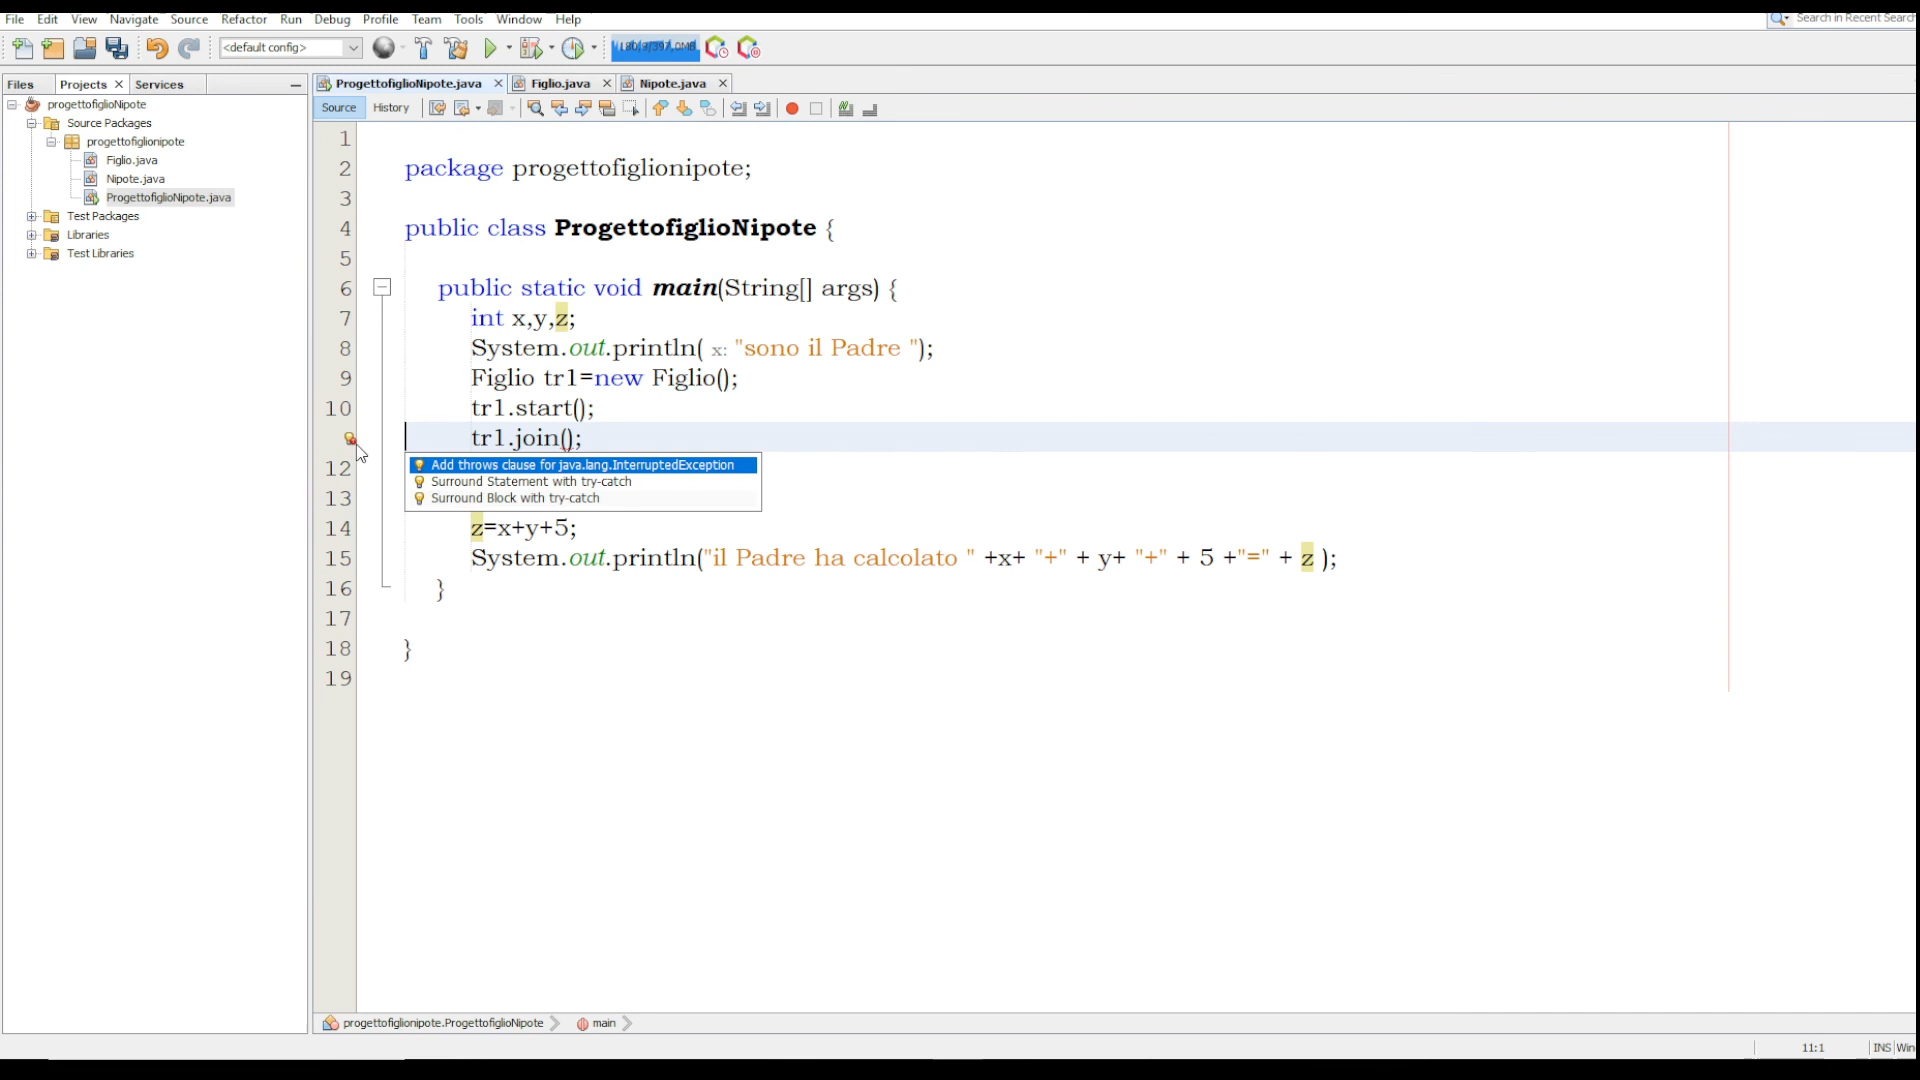 File Edit View Navigate Source Refactor Run Debug Profile Team Tools Window Help
Search in Recent Search
<default config>
Files Projects Services
ProgettofiglioNipote.java Figlio.java Nipote.java
Source History
progettofiglioNipote
Source Packages
progettofiglionipote
Figlio.java
Nipote.java
ProgettofiglioNipote.java
Test Packages
Libraries
Test Libraries
1
2 package progettofiglionipote;
3
4 public class ProgettofiglioNipote {
5
6 public static void main(String[] args) {
7 int x,y,z;
8 System.out.println( x: "sono il Padre ");
9 Figlio tr1=new Figlio();
10 tr1.start();
tr1.join();
12
Add throws clause for java.lang.InterruptedException
Surround Statement with try-catch
13
Surround Block with try-catch
14 z=x+y+5;
15 System.out.println("il Padre ha calcolato " +x+ "+" + y+ "+" + 5 +"=" + z );
16 }
17
18 }
19
progettofiglionipote.ProgettofiglioNipote main
11:1 INS Win